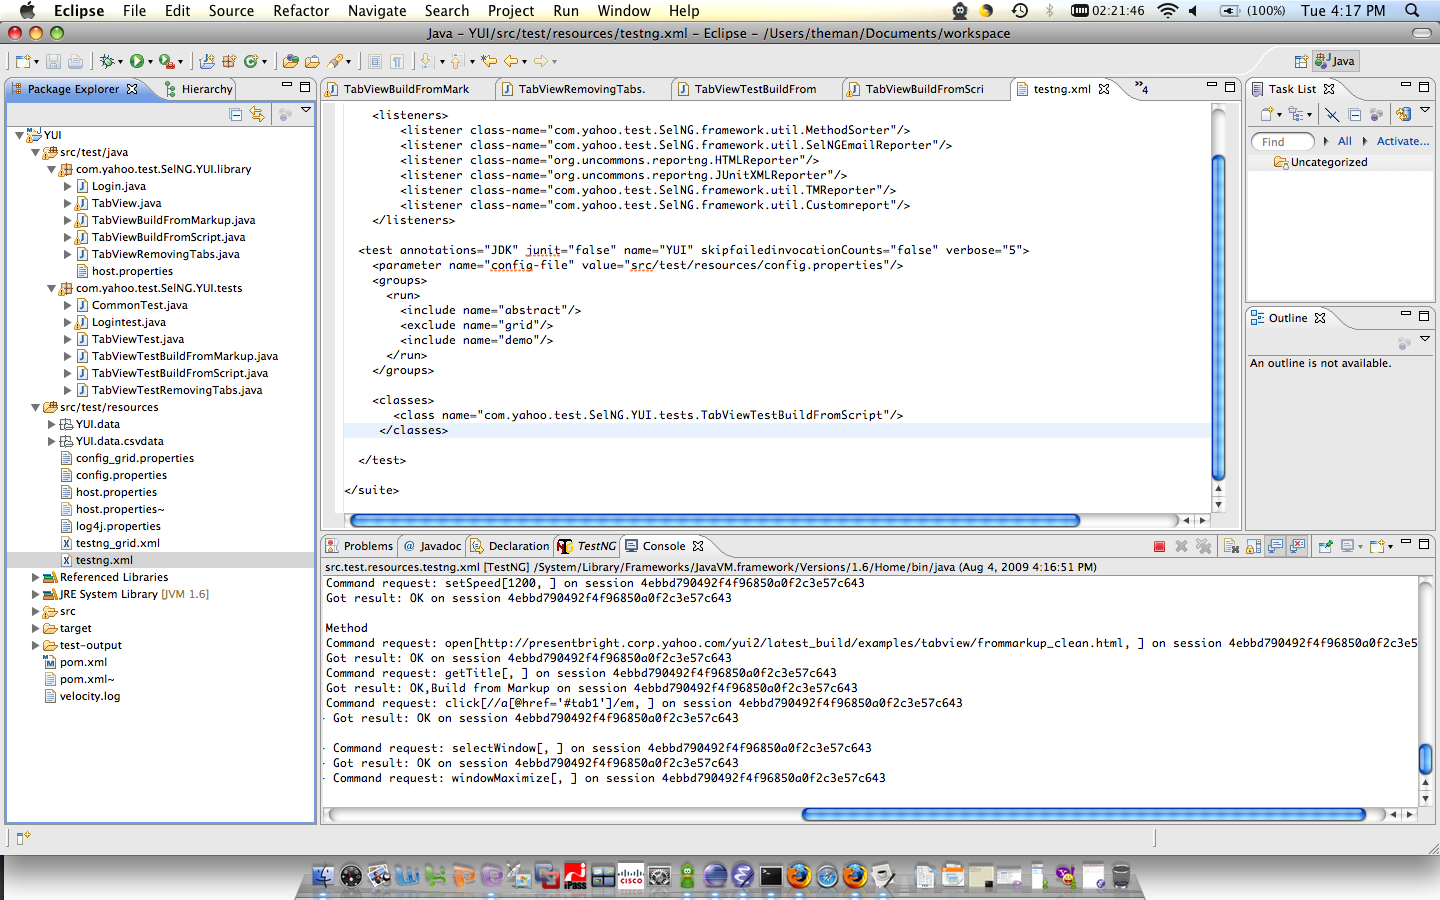 Eclipse File Edit Source Refactor Navigate Search Project Run Window Help
02:21:46 (100%) Tue 4:17 PM
Java – YUI/src/test/resources/testng.xml – Eclipse – /Users/theman/Documents/workspace
Java
Package Explorer Hierarchy
YUI
src/test/java
com.yahoo.test.SelNG.YUI.library
Login.java
TabView.java
TabViewBuildFromMarkup.java
TabViewBuildFromScript.java
TabViewRemovingTabs.java
host.properties
com.yahoo.test.SelNG.YUI.tests
CommonTest.java
Logintest.java
TabViewTest.java
TabViewTestBuildFromMarkup.java
TabViewTestBuildFromScript.java
TabViewTestRemovingTabs.java
src/test/resources
YUI.data
YUI.data.csvdata
config_grid.properties
config.properties
host.properties
host.properties~
log4j.properties
testng_grid.xml
testng.xml
Referenced Libraries
JRE System Library [JVM 1.6]
src
target
test-output
pom.xml
pom.xml~
velocity.log
TabViewBuildFromMark TabViewRemovingTabs. TabViewTestBuildFrom TabViewBuildFromScri testng.xml »4
<listeners>
<listener class-name="com.yahoo.test.SelNG.framework.util.MethodSorter"/>
<listener class-name="com.yahoo.test.SelNG.framework.util.SelNGEmailReporter"/>
<listener class-name="org.uncommons.reportng.HTMLReporter"/>
<listener class-name="org.uncommons.reportng.JUnitXMLReporter"/>
<listener class-name="com.yahoo.test.SelNG.framework.util.TMReporter"/>
<listener class-name="com.yahoo.test.SelNG.framework.util.Customreport"/>
</listeners>
<test annotations="JDK" junit="false" name="YUI" skipfailedinvocationCounts="false" verbose="5">
<parameter name="config-file" value="src/test/resources/config.properties"/>
<groups>
<run>
<include name="abstract"/>
<exclude name="grid"/>
<include name="demo"/>
</run>
</groups>
<classes>
<class name="com.yahoo.test.SelNG.YUI.tests.TabViewTestBuildFromScript"/>
</classes>
</test>
</suite>
Task List
Find All Activate...
Uncategorized
Outline
An outline is not available.
Problems Javadoc Declaration TestNG Console
src.test.resources.testng.xml [TestNG] /System/Library/Frameworks/JavaVM.framework/Versions/1.6/Home/bin/java (Aug 4, 2009 4:16:51 PM)
Command request: setSpeed[1200, ] on session 4ebbd790492f4f96850a0f2c3e57c643
Got result: OK on session 4ebbd790492f4f96850a0f2c3e57c643
Method
Command request: open[http://presentbright.corp.yahoo.com/yui2/latest_build/examples/tabview/frommarkup_clean.html, ] on session 4ebbd790492f4f96850a0f2c3e5
Got result: OK on session 4ebbd790492f4f96850a0f2c3e57c643
Command request: getTitle[, ] on session 4ebbd790492f4f96850a0f2c3e57c643
Got result: OK,Build from Markup on session 4ebbd790492f4f96850a0f2c3e57c643
Command request: click[//a[@href='#tab1']/em, ] on session 4ebbd790492f4f96850a0f2c3e57c643
Got result: OK on session 4ebbd790492f4f96850a0f2c3e57c643
Command request: selectWindow[, ] on session 4ebbd790492f4f96850a0f2c3e57c643
Got result: OK on session 4ebbd790492f4f96850a0f2c3e57c643
Command request: windowMaximize[, ] on session 4ebbd790492f4f96850a0f2c3e57c643
iPass
CISCO